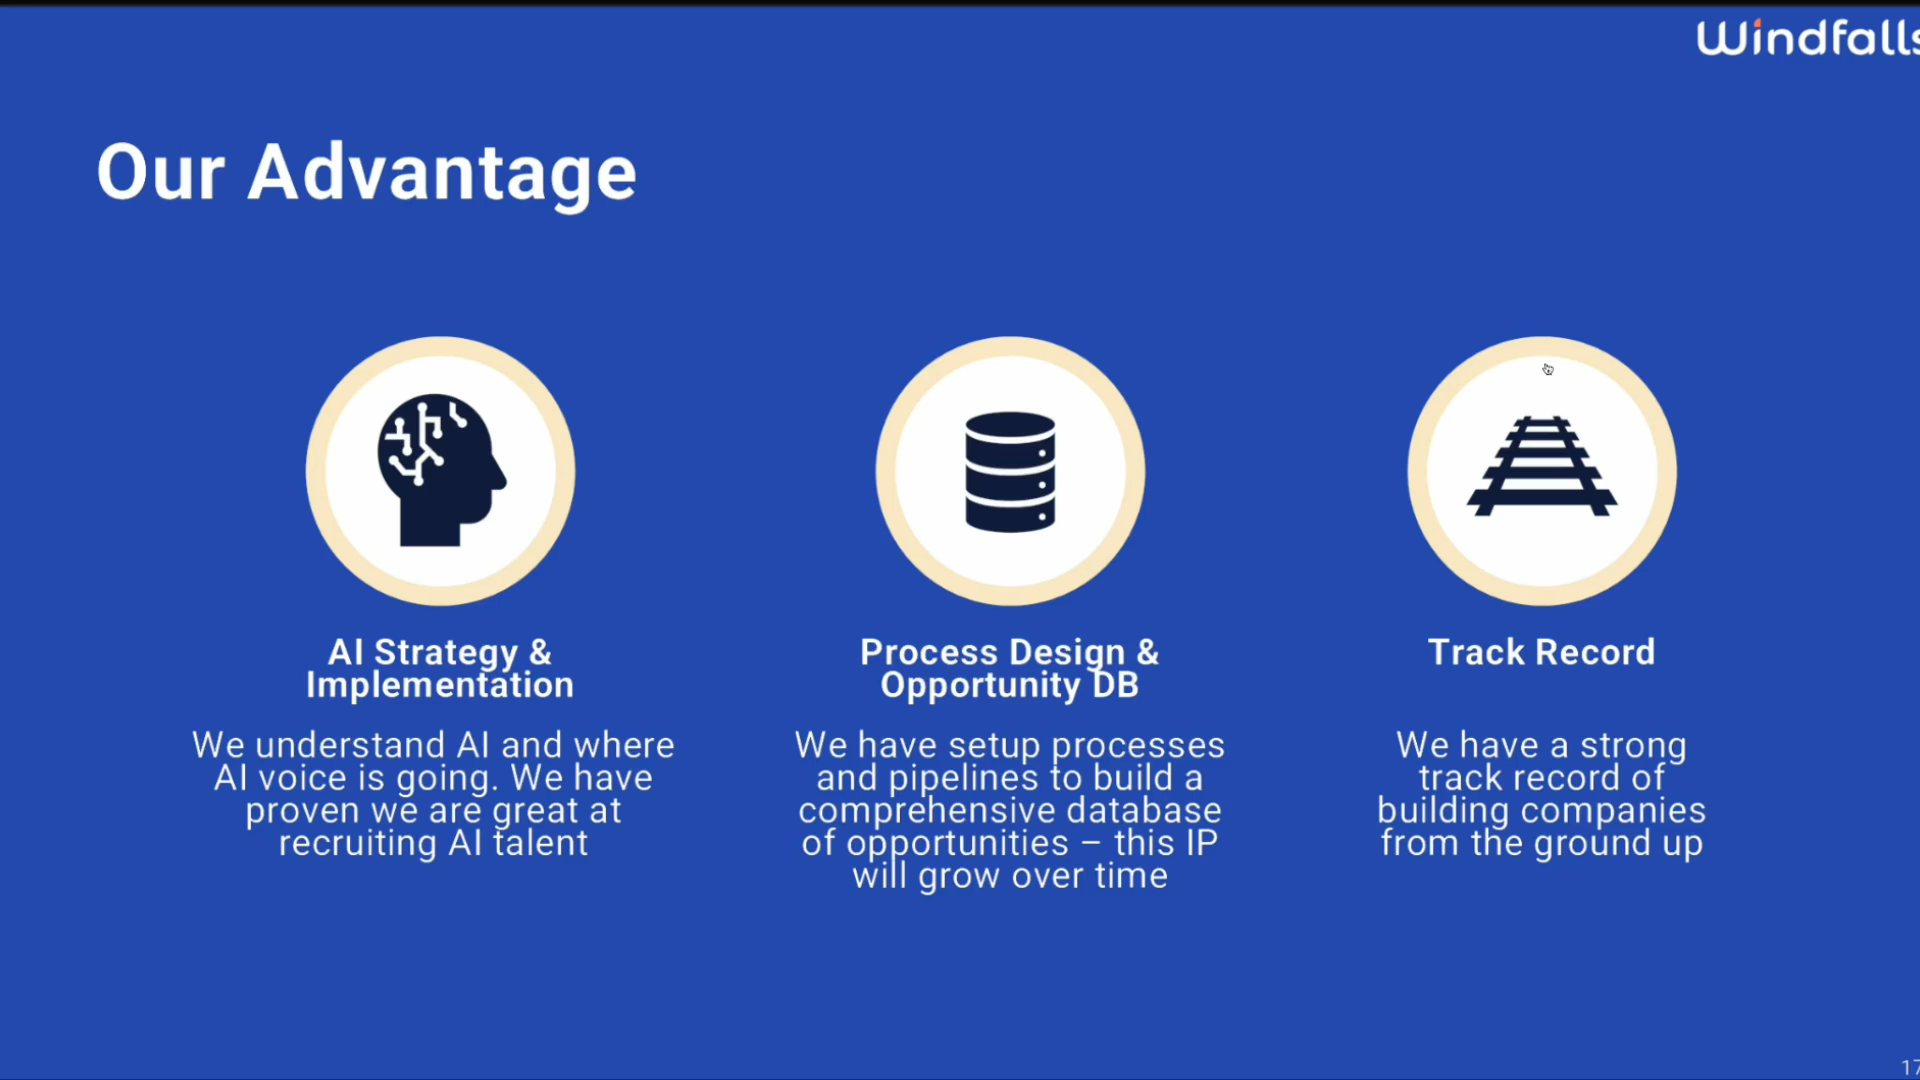 Windfalls
Our Advantage
AI Strategy &
Implementation
We understand AI and where
AI voice is going. We have
proven we are great at
recruiting AI talent
Process Design &
Opportunity DB
We have setup processes
and pipelines to build a
comprehensive database
of opportunities – this IP
will grow over time
Track Record
We have a strong
track record of
building companies
from the ground up
17